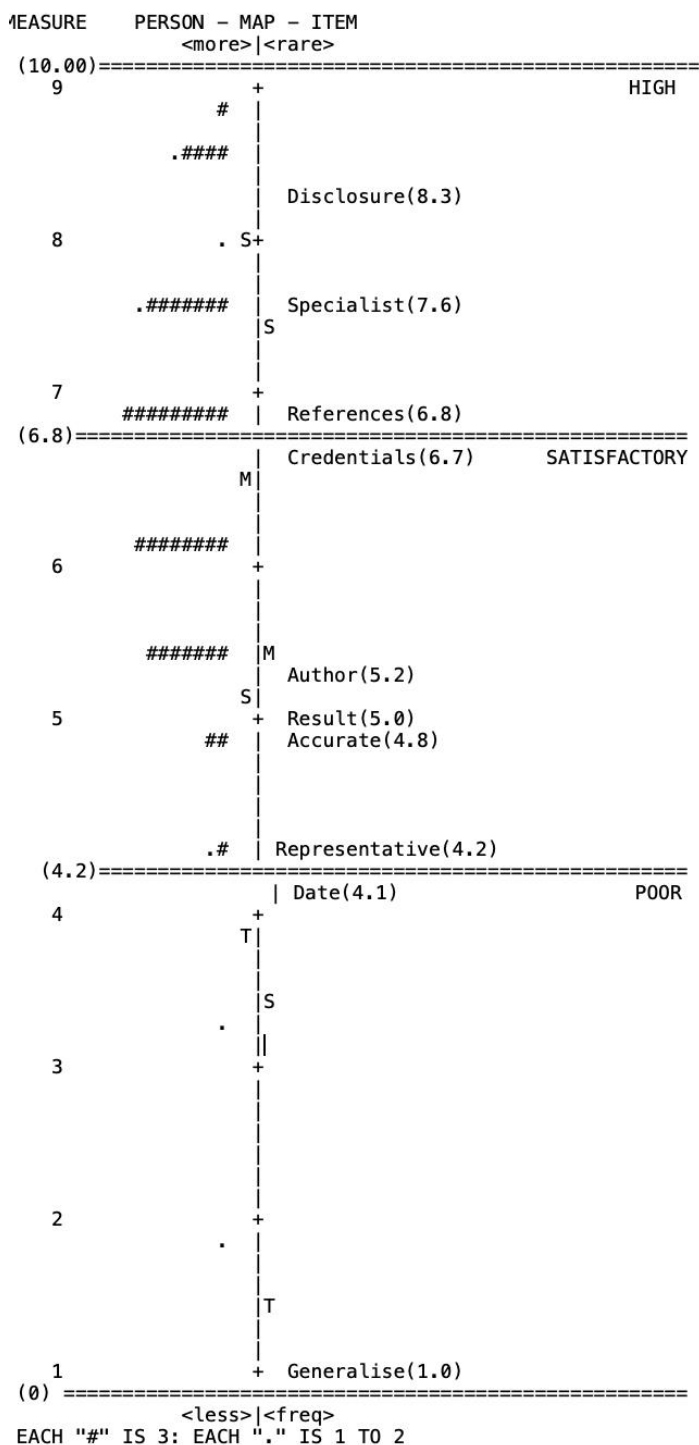 MEASURE PERSON – MAP – ITEM
<more>|<rare>
(10.00)===================================================
9 + HIGH
# |
|
.#### |
|
| Disclosure(8.3)
|
8 . S+
|
|
.####### | Specialist(7.6)
|S
|
|
7 +
######### | References(6.8)
(6.8)====================================================
| Credentials(6.7) SATISFACTORY
M|
|
|
######## |
6 +
|
|
|
####### |M
| Author(5.2)
S|
5 + Result(5.0)
## | Accurate(4.8)
|
|
|
|
.# | Representative(4.2)
(4.2)===================================================
| Date(4.1) POOR
4 +
T|
|
|
|S
. |
||
3 +
|
|
|
|
|
|
2 +
. |
|
|
|T
|
|
1 + Generalise(1.0)
(0) =====================================================
<less>|<freq>
EACH "#" IS 3: EACH "." IS 1 TO 2